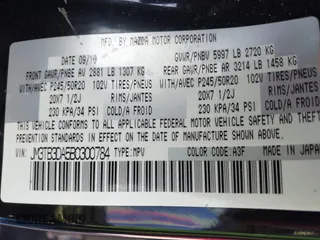 MFD. BY MAZDA MOTOR CORPORATION
DATE 09/10 GVWR/PNBV 5997 LB 2720 KG
FRONT GAWR/PNBE AV 2881 LB 1307 KG REAR GAWR/PNBE AR 3214 LB 1458 KG
WITH/AVEC P245/50R20 102V TIRES/PNEUS WITH/AVEC P245/50R20 102V TIRES/PNEUS
20X7 1/2J RIMS/JANTES 20X7 1/2J RIMS/JANTES
230 KPA/34 PSI COLD/A FROID 230 KPA/34 PSI COLD/A FROID
THIS VEHICLE CONFORMS TO ALL APPLICABLE FEDERAL MOTOR
VEHICLE SAFETY AND THEFT PREVENTION STANDARDS IN
EFFECT ON THE DATE OF MANUFACTURE SHOWN ABOVE.
JM3TB3DA5B0300784 TYPE:MPV COLOR/COULEUR: A3F MADE IN JAPAN